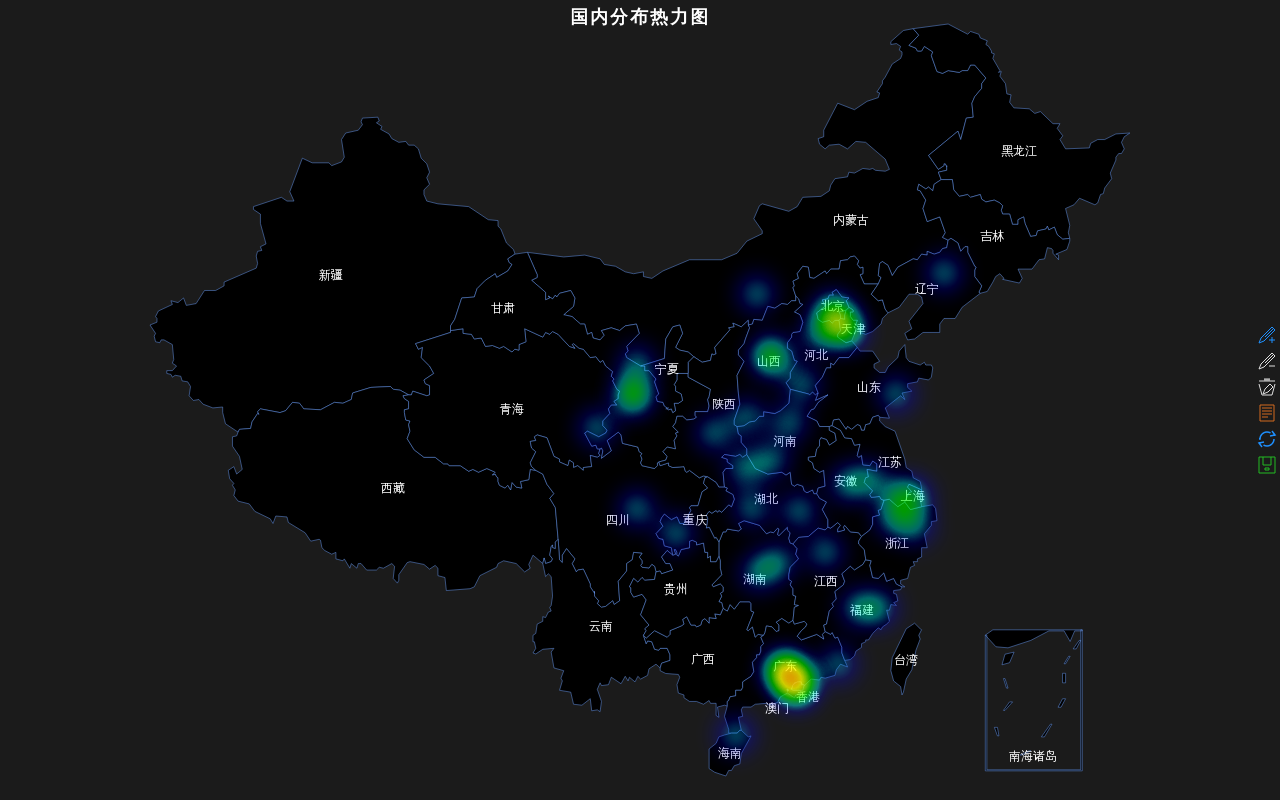 国内分布热力图
黑龙江
内蒙古
吉林
新疆
辽宁
甘肃
北京
天津
河北
山西
宁夏
山东
陕西
青海
河南
江苏
安徽
西藏
上海
湖北
四川
重庆
浙江
湖南
江西
贵州
福建
云南
广西
台湾
广东
香港
澳门
海南
南海诸岛